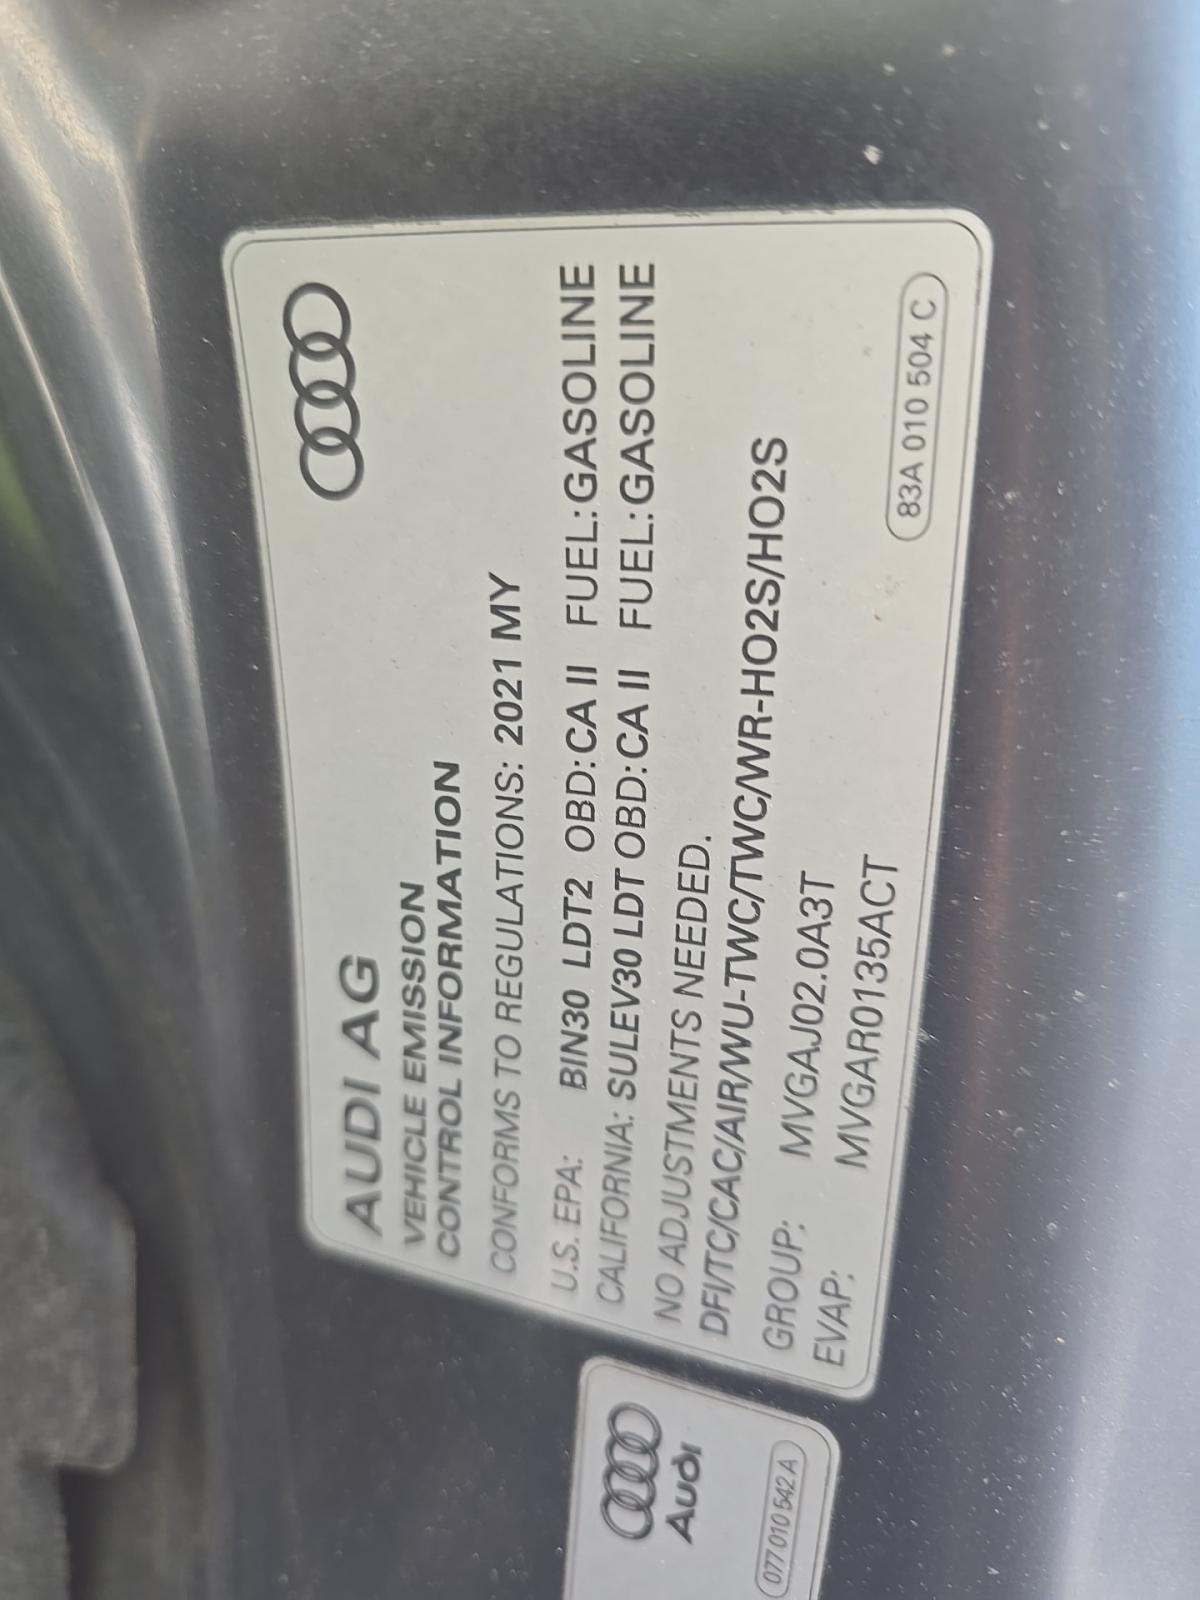 AUDI AG
VEHICLE EMISSION
CONTROL INFORMATION
CONFORMS TO REGULATIONS: 2021 MY
U.S. EPA: BIN30 LDT2 OBD:CA II FUEL:GASOLINE
CALIFORNIA: SULEV30 LDT OBD:CA II FUEL:GASOLINE
NO ADJUSTMENTS NEEDED.
DFI/TC/CAC/AIR/WU-TWC/TWC/WR-HO2S/HO2S
GROUP: MVGAJ02.0A3T
EVAP: MVGAR0135ACT
83A 010 504 C
Audi
077 010 542 A